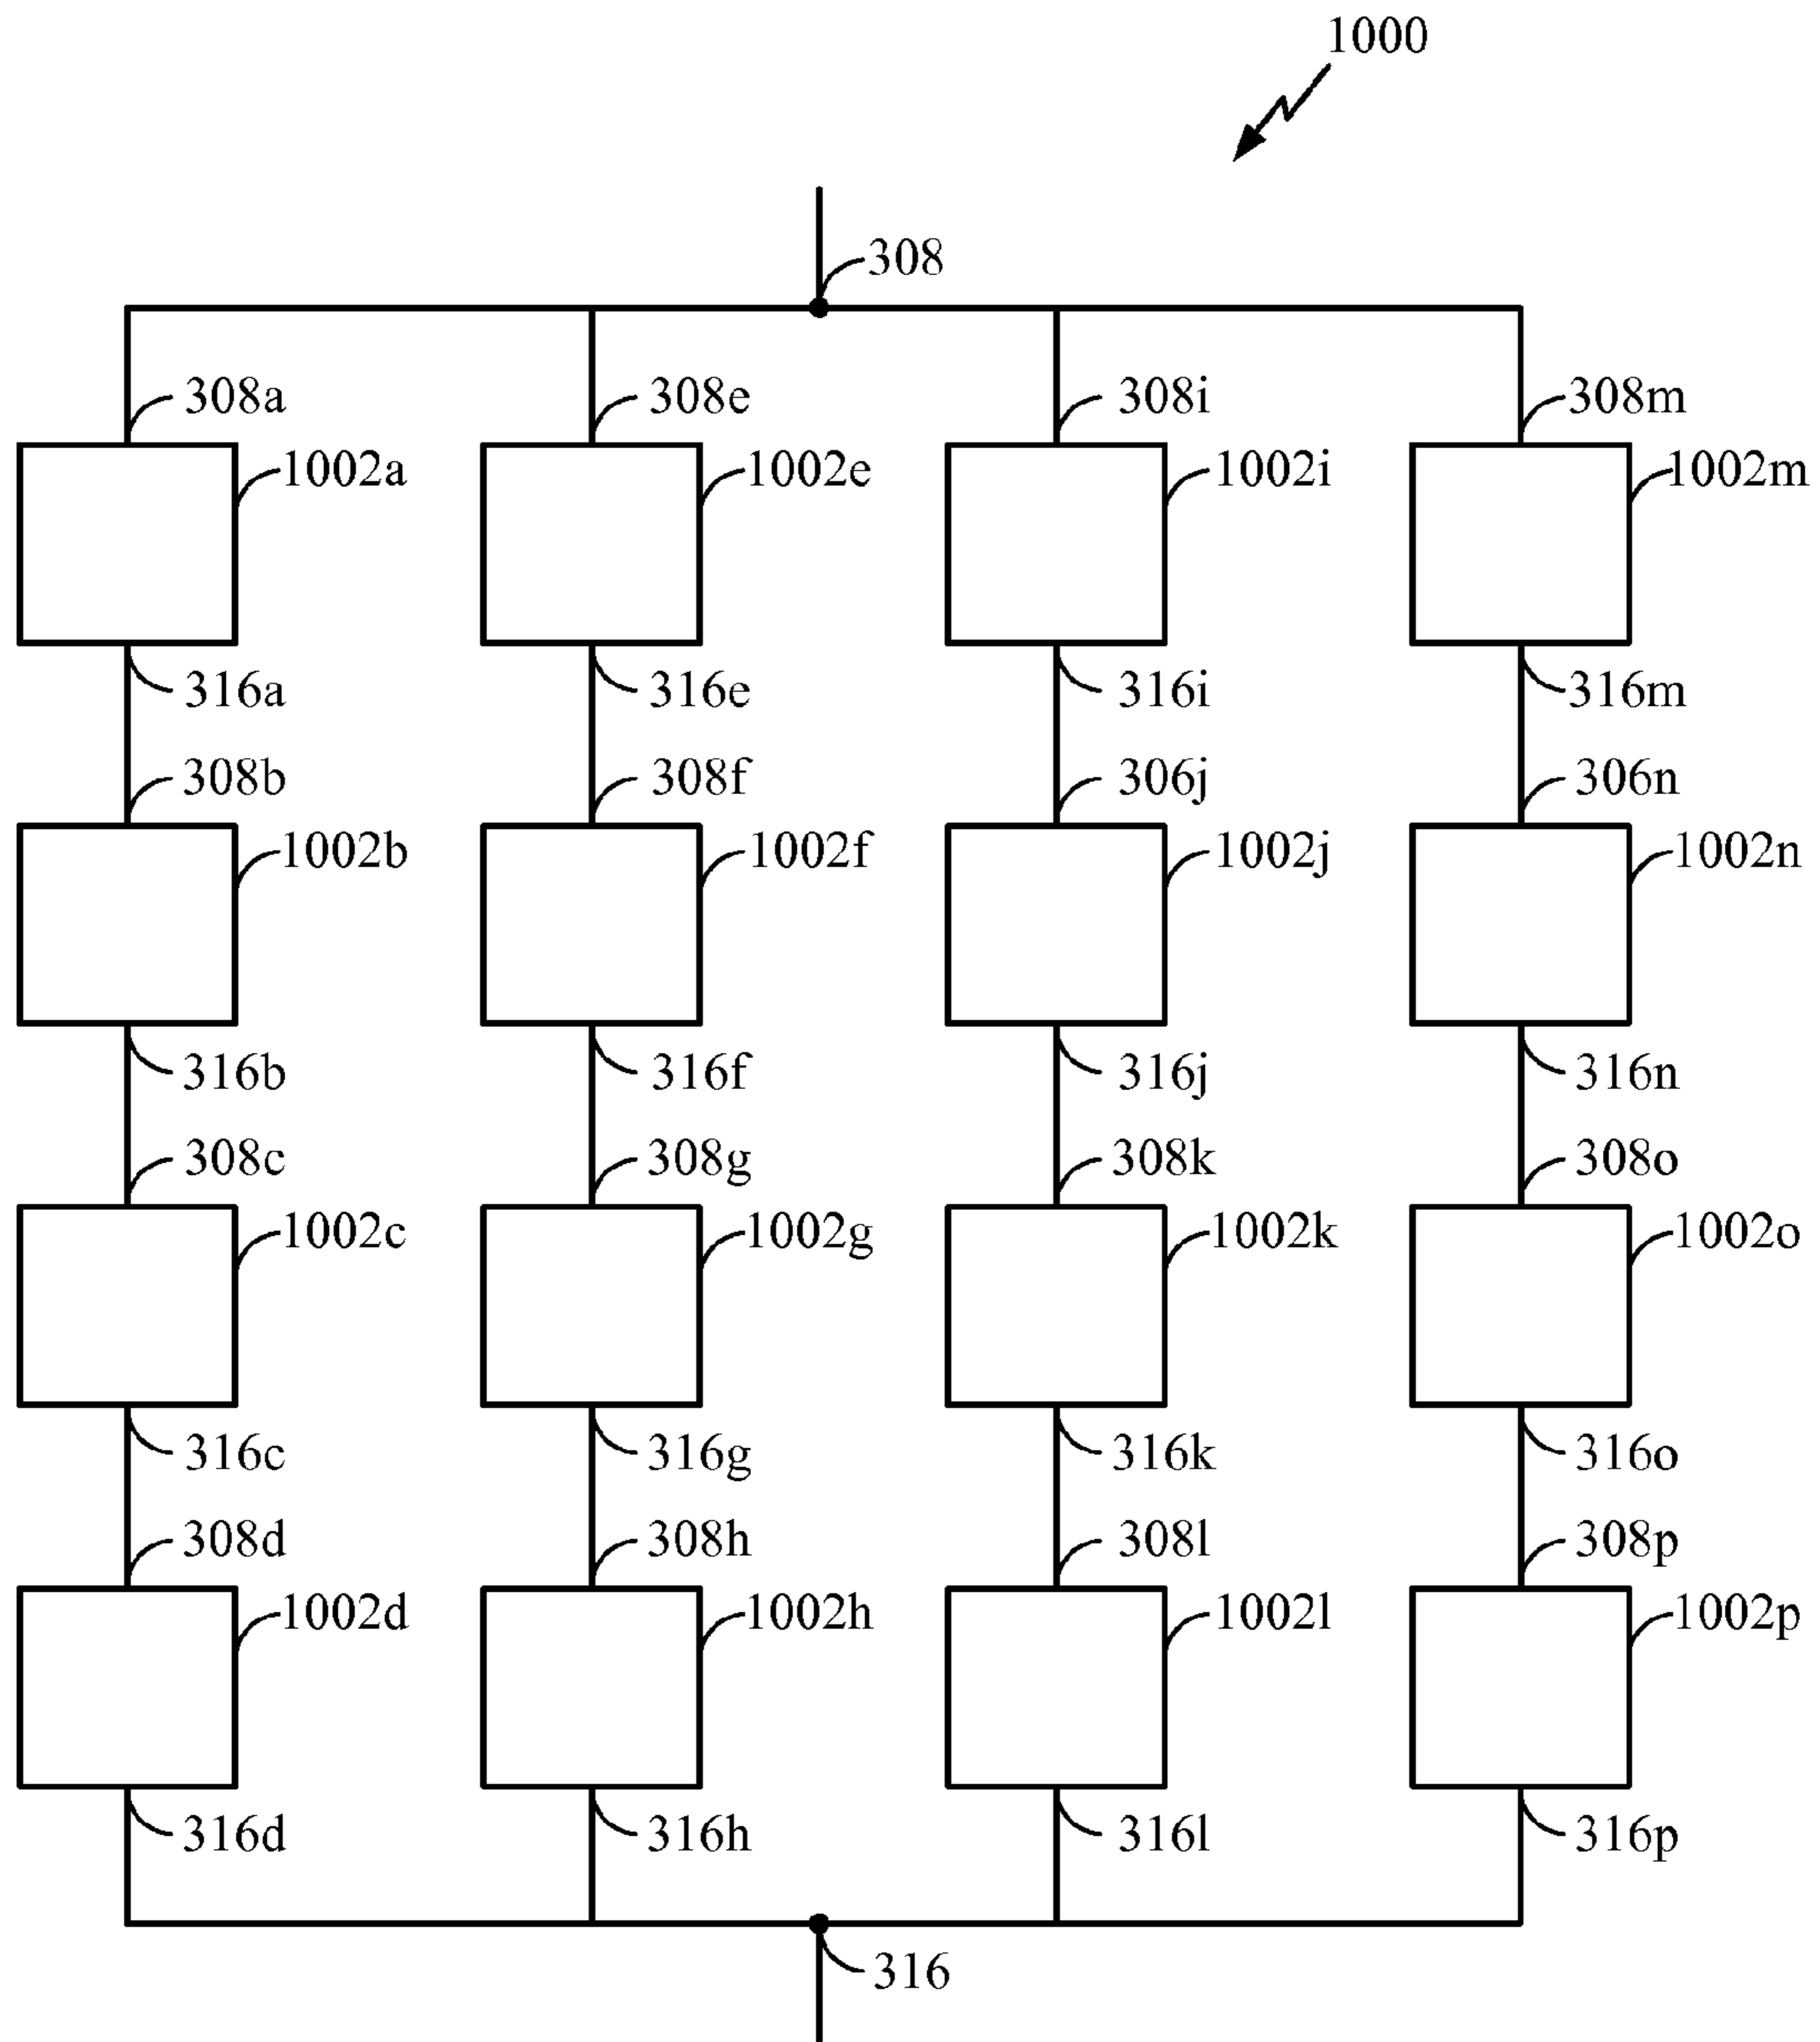 1000
308
308a 308e 308i 308m
1002a 1002e 1002i 1002m
316a 316e 316i 316m
308b 308f 306j 306n
1002b 1002f 1002j 1002n
316b 316f 316j 316n
308c 308g 308k 308o
1002c 1002g 1002k 1002o
316c 316g 316k 316o
308d 308h 308l 308p
1002d 1002h 1002l 1002p
316d 316h 316l 316p
316